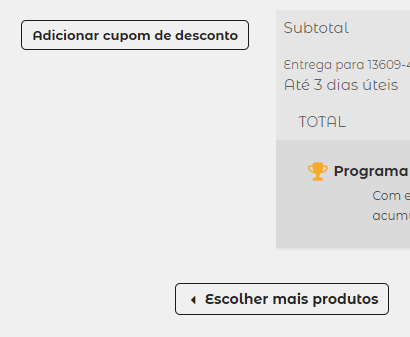 Adicionar cupom de desconto
Subtotal
Entrega para 13609-4
Até 3 dias úteis
TOTAL
Programa
Com e
acumu
Escolher mais produtos